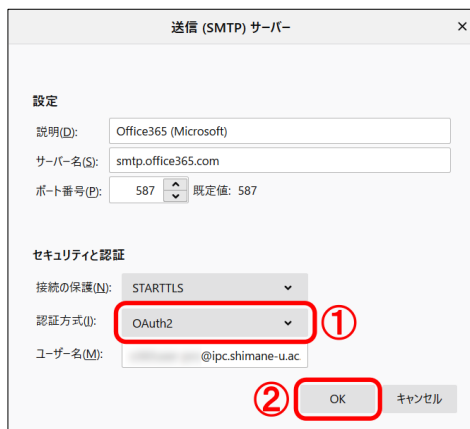 送信 (SMTP) サーバー ×
設定
説明(D): Office365 (Microsoft)
サーバー名(S): smtp.office365.com
ポート番号(P): 587 既定値: 587
セキュリティと認証
接続の保護(N): STARTTLS
認証方式(I): OAuth2 ①
ユーザー名(M): @ipc.shimane-u.ac
② OK キャンセル